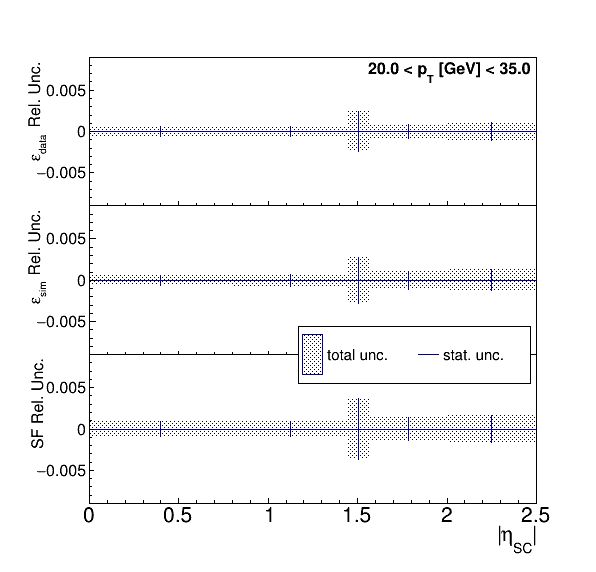 20.0 < p_T [GeV] < 35.0
ε_data Rel. Unc.
0.005
0
−0.005
ε_sim Rel. Unc.
0.005
0
−0.005
total unc.
stat. unc.
SF Rel. Unc.
0.005
0
−0.005
0 0.5 1 1.5 2 2.5
|η_SC|